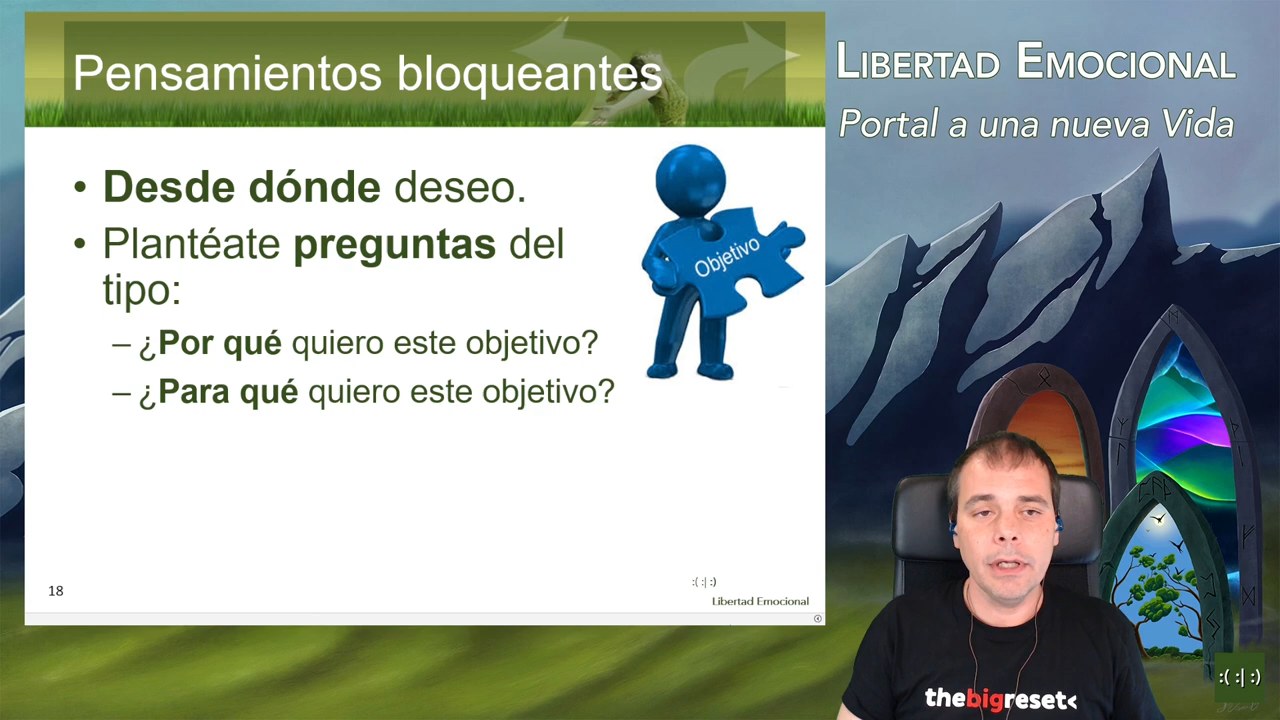 Pensamientos bloqueantes
• Desde dónde deseo.
• Plantéate preguntas del
tipo:
– ¿Por qué quiero este objetivo?
– ¿Para qué quiero este objetivo?
Objetivo
18
:( :| :)
Libertad Emocional
LIBERTAD EMOCIONAL
Portal a una nueva Vida
thebigreset<
:( :| :)